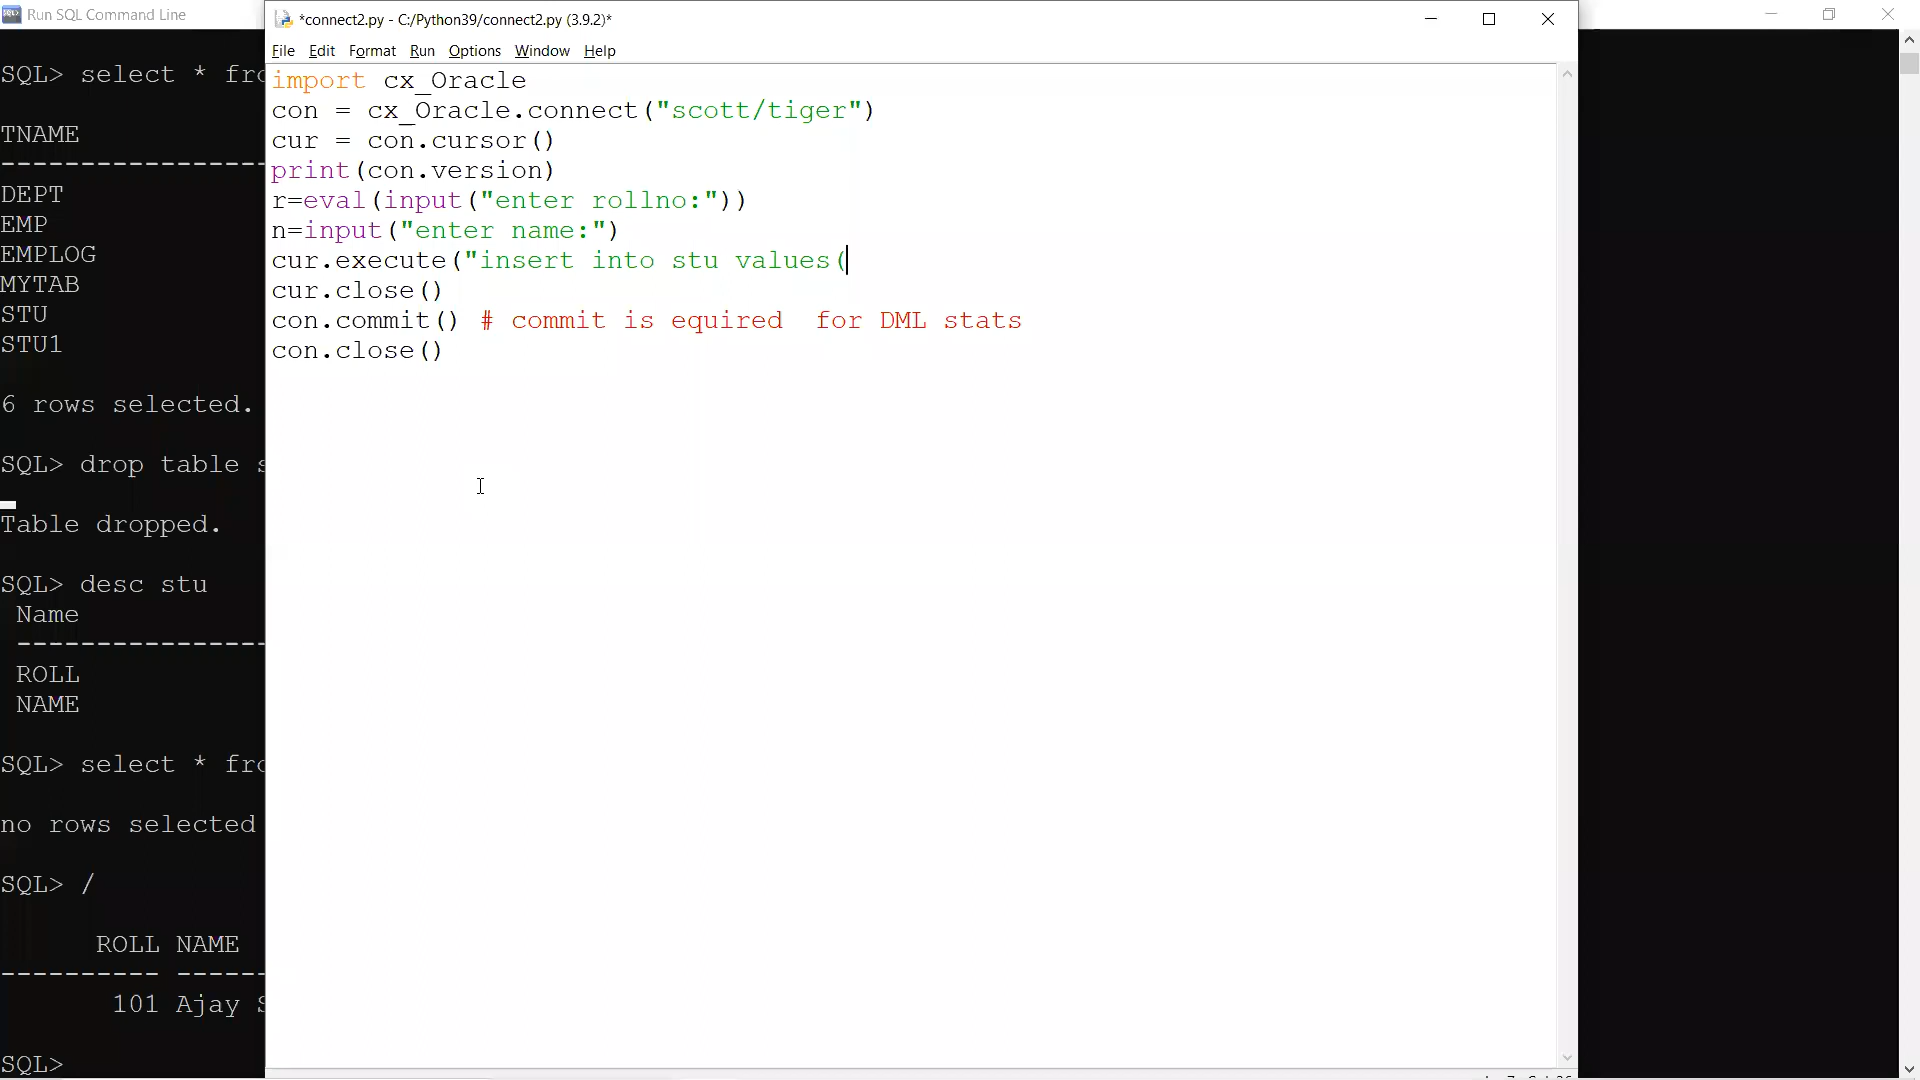 Run SQL Command Line
SQL> select * fro
TNAME
------------------
DEPT
EMP
EMPLOG
MYTAB
STU
STU1
6 rows selected.
SQL> drop table s
Table dropped.
SQL> desc stu
Name
------------------
ROLL
NAME
SQL> select * fro
no rows selected
SQL> /
ROLL NAME
---------- ------
101 Ajay S
SQL>
*connect2.py - C:/Python39/connect2.py (3.9.2)*
File Edit Format Run Options Window Help
import cx_Oracle
con = cx_Oracle.connect("scott/tiger")
cur = con.cursor()
print(con.version)
r=eval(input("enter rollno:"))
n=input("enter name:")
cur.execute("insert into stu values(
cur.close()
con.commit() # commit is equired  for DML stats
con.close()